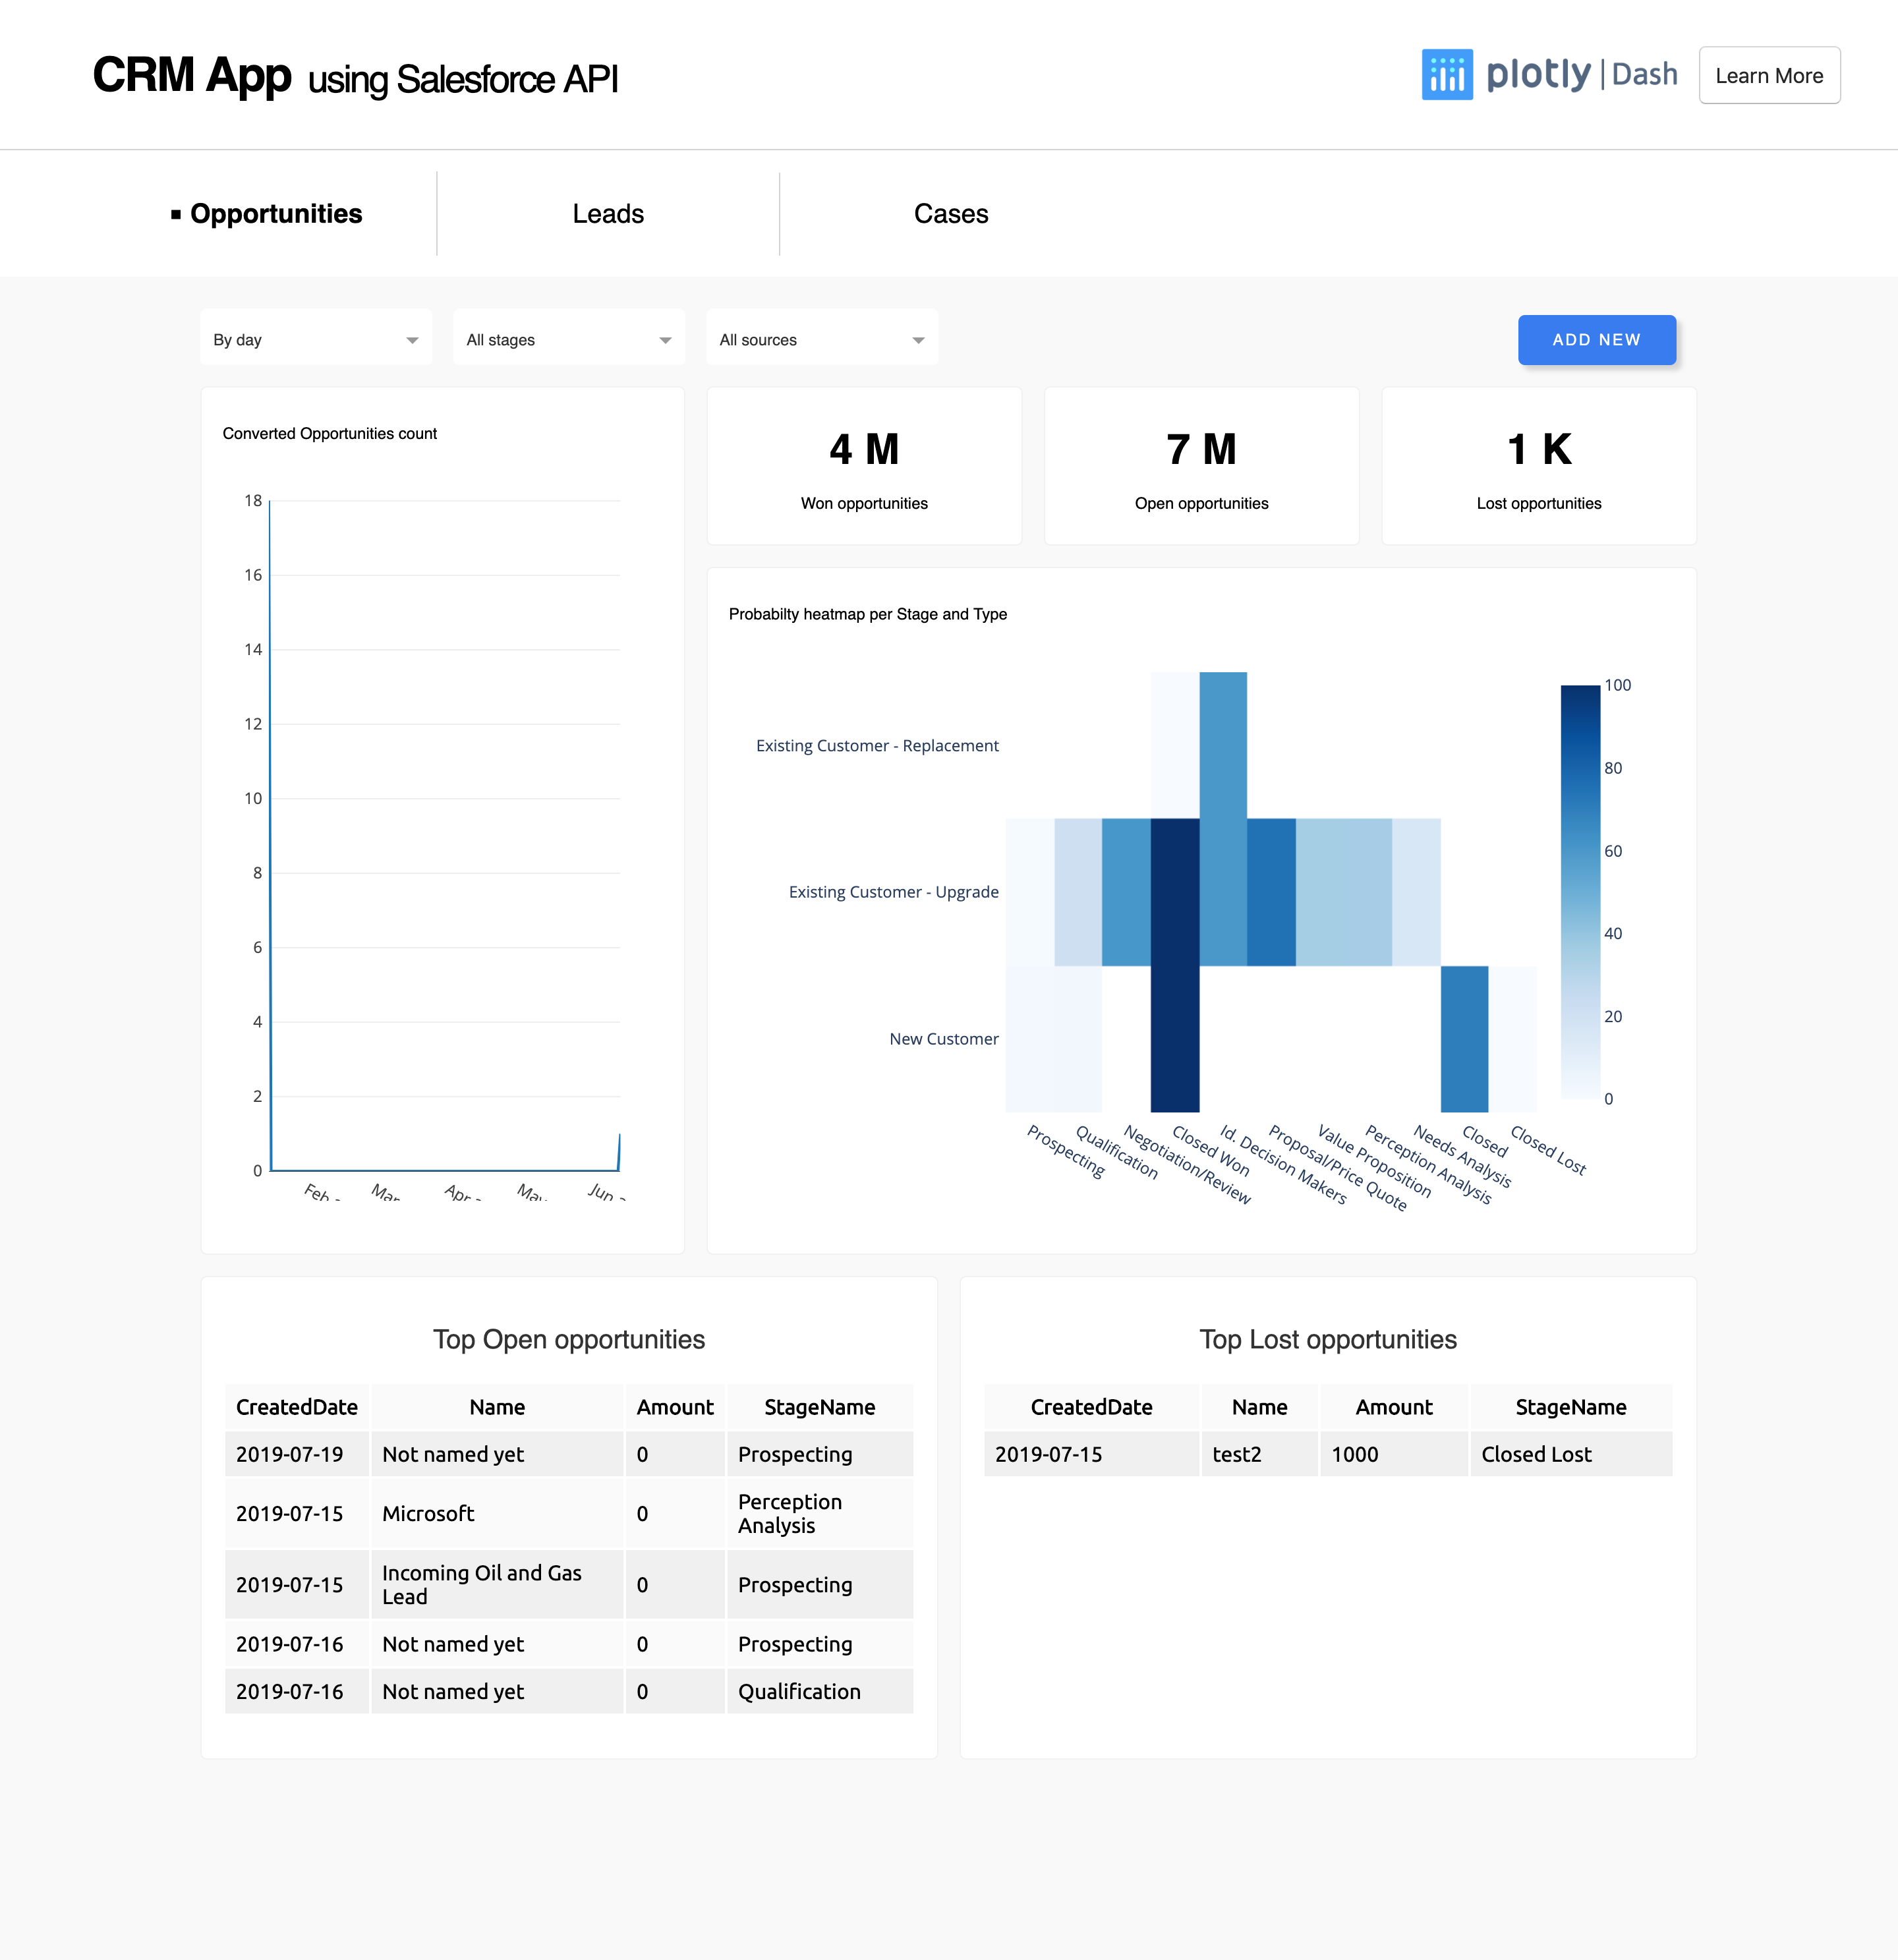 CRM App using Salesforce API
plotly | Dash
Learn More
Opportunities
Leads
Cases
By day
All stages
All sources
ADD NEW
Converted Opportunities count
18
16
14
12
10
8
6
4
2
0
Feb
Mar
Apr
May
Jun
4 M
Won opportunities
7 M
Open opportunities
1 K
Lost opportunities
Probabilty heatmap per Stage and Type
Existing Customer - Replacement
Existing Customer - Upgrade
New Customer
Prospecting
Qualification
Negotiation/Review
Closed Won
Id. Decision Makers
Proposal/Price Quote
Value Proposition
Perception Analysis
Needs Analysis
Closed
Closed Lost
100
80
60
40
20
0
Top Open opportunities
CreatedDate Name Amount StageName
2019-07-19 Not named yet 0 Prospecting
2019-07-15 Microsoft 0 Perception
Analysis
2019-07-15 Incoming Oil and Gas
Lead 0 Prospecting
2019-07-16 Not named yet 0 Prospecting
2019-07-16 Not named yet 0 Qualification
Top Lost opportunities
CreatedDate Name Amount StageName
2019-07-15 test2 1000 Closed Lost